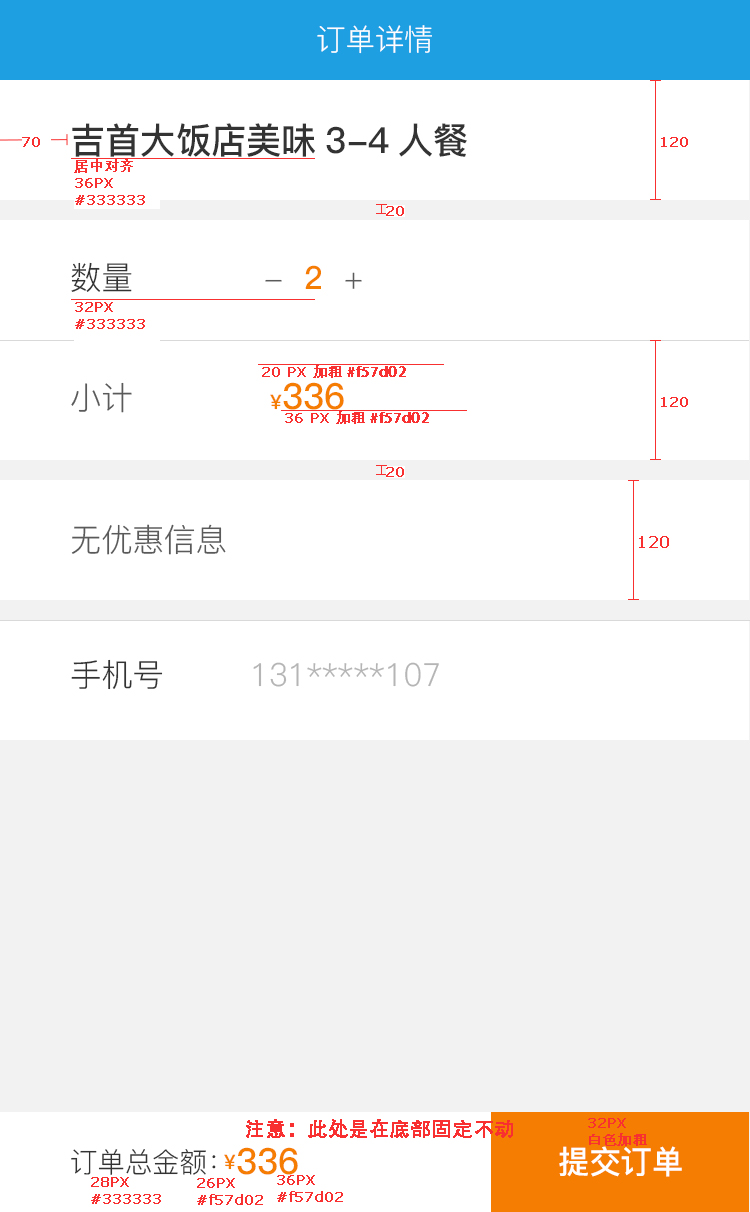 订单详情
吉首大饭店美味 3-4 人餐
70
120
居中对齐
36PX
#333333
20
数量 - 2 +
32PX
#333333
20 PX 加粗 #f57d02
小计 ¥336
120
36 PX 加粗 #f57d02
20
无优惠信息
120
手机号 131*****107
注意：此处是在底部固定不动
32PX
白色加粗
订单总金额：¥336
提交订单
28PX
#333333
26PX
#f57d02
36PX
#f57d02